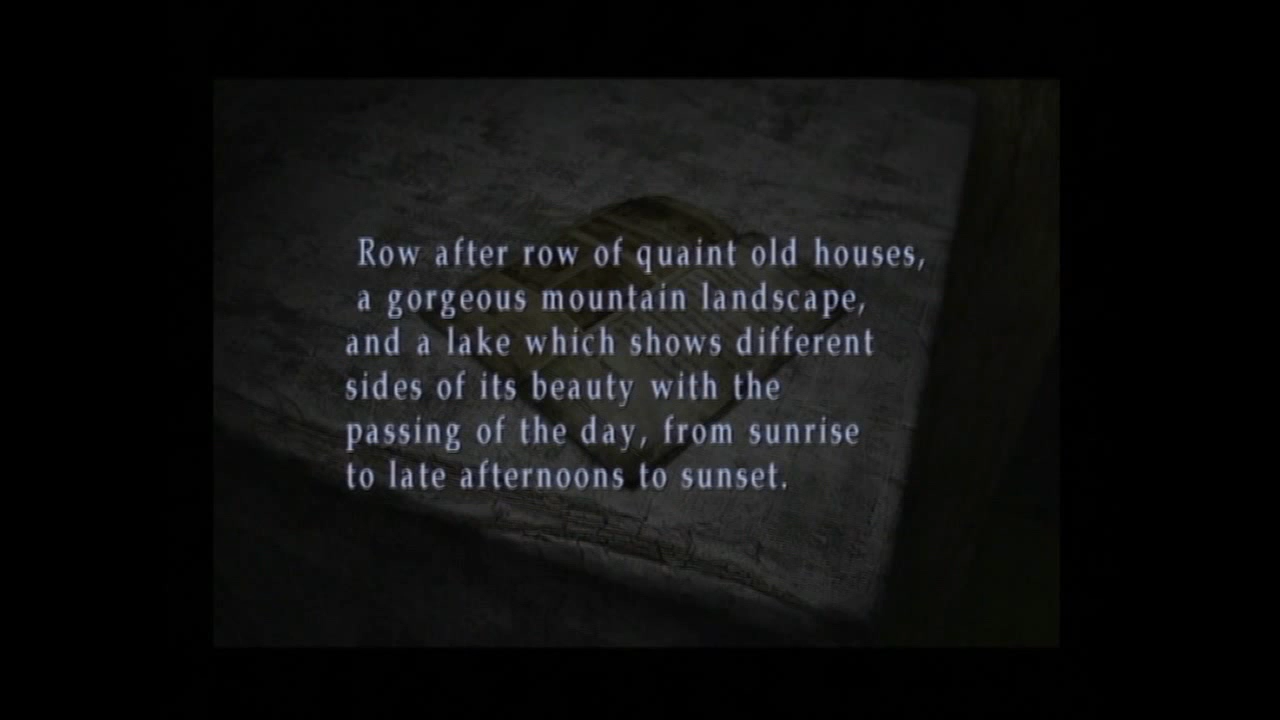 Row after row of quaint old houses,
a gorgeous mountain landscape,
and a lake which shows different
sides of its beauty with the
passing of the day, from sunrise
to late afternoons to sunset.